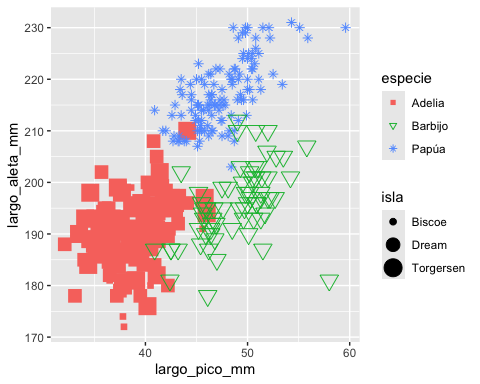 230
220
210
200
190
180
170
largo_aleta_mm
40
50
60
largo_pico_mm
especie
Adelia
Barbijo
Papúa
isla
Biscoe
Dream
Torgersen